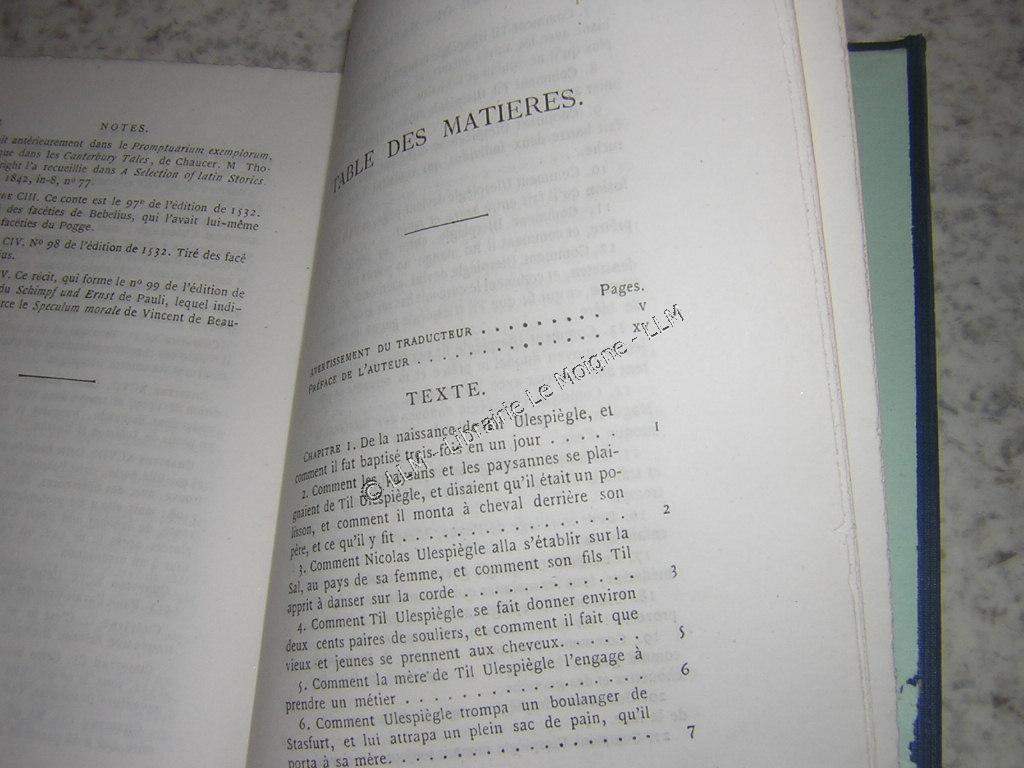 NOTES.
antérieurement dans le Promptuarium exemplorum,
que dans les Canterbury Tales, de Chaucer. M Tho-
right l'a recueillie dans A Selection of latin Stories.
1842, in-8, nº 77.
CIII. Ce conte est le 97e de l'édition de 1532.
des facéties de Bebelius, qui l'avait lui-même
facéties du Pogge.
CIV. Nº 98 de l'édition de 1532. Tiré des facé
ius.
V. Ce récit, qui forme le nº 99 de l'édition de
du Schimpf und Ernst de Pauli, lequel indi-
rce le Speculum morale de Vincent de Beau-
TABLE DES MATIERES.
Pages.
AVERTISSEMENT DU TRADUCTEUR . . . . . . . . . V
PRÉFACE DE L'AUTEUR . . . . . . . . . . . . .
TEXTE.
CHAPITRE 1. De la naissance de Til Ulespiègle, et
comment il fut baptisé trois fois en un jour . . . . . 1
2. Comment les paysans et les paysannes se plai-
gnaient de Til Ulespiègle, et disaient qu'il était un po-
lisson, et comment il monta à cheval derrière son
père, et ce qu'il y fit . . . . . . . . . . . 2
3. Comment Nicolas Ulespiègle alla s'établir sur la
Sal, au pays de sa femme, et comment son fils Til
apprit à danser sur la corde . . . . . . . . . 3
4. Comment Til Ulespiègle se fait donner environ
deux cents paires de souliers, et comment il fait que
vieux et jeunes se prennent aux cheveux. . . . . . 5
5. Comment la mère de Til Ulespiègle l'engage à
prendre un métier . . . . . . . . . . . . 6
6. Comment Ulespiègle trompa un boulanger de
Stasfurt, et lui attrapa un plein sac de pain, qu'il
porta à sa mère. . . . . . . . . . . . . . 7
© LLM - Librairie Le Moigne - LLM